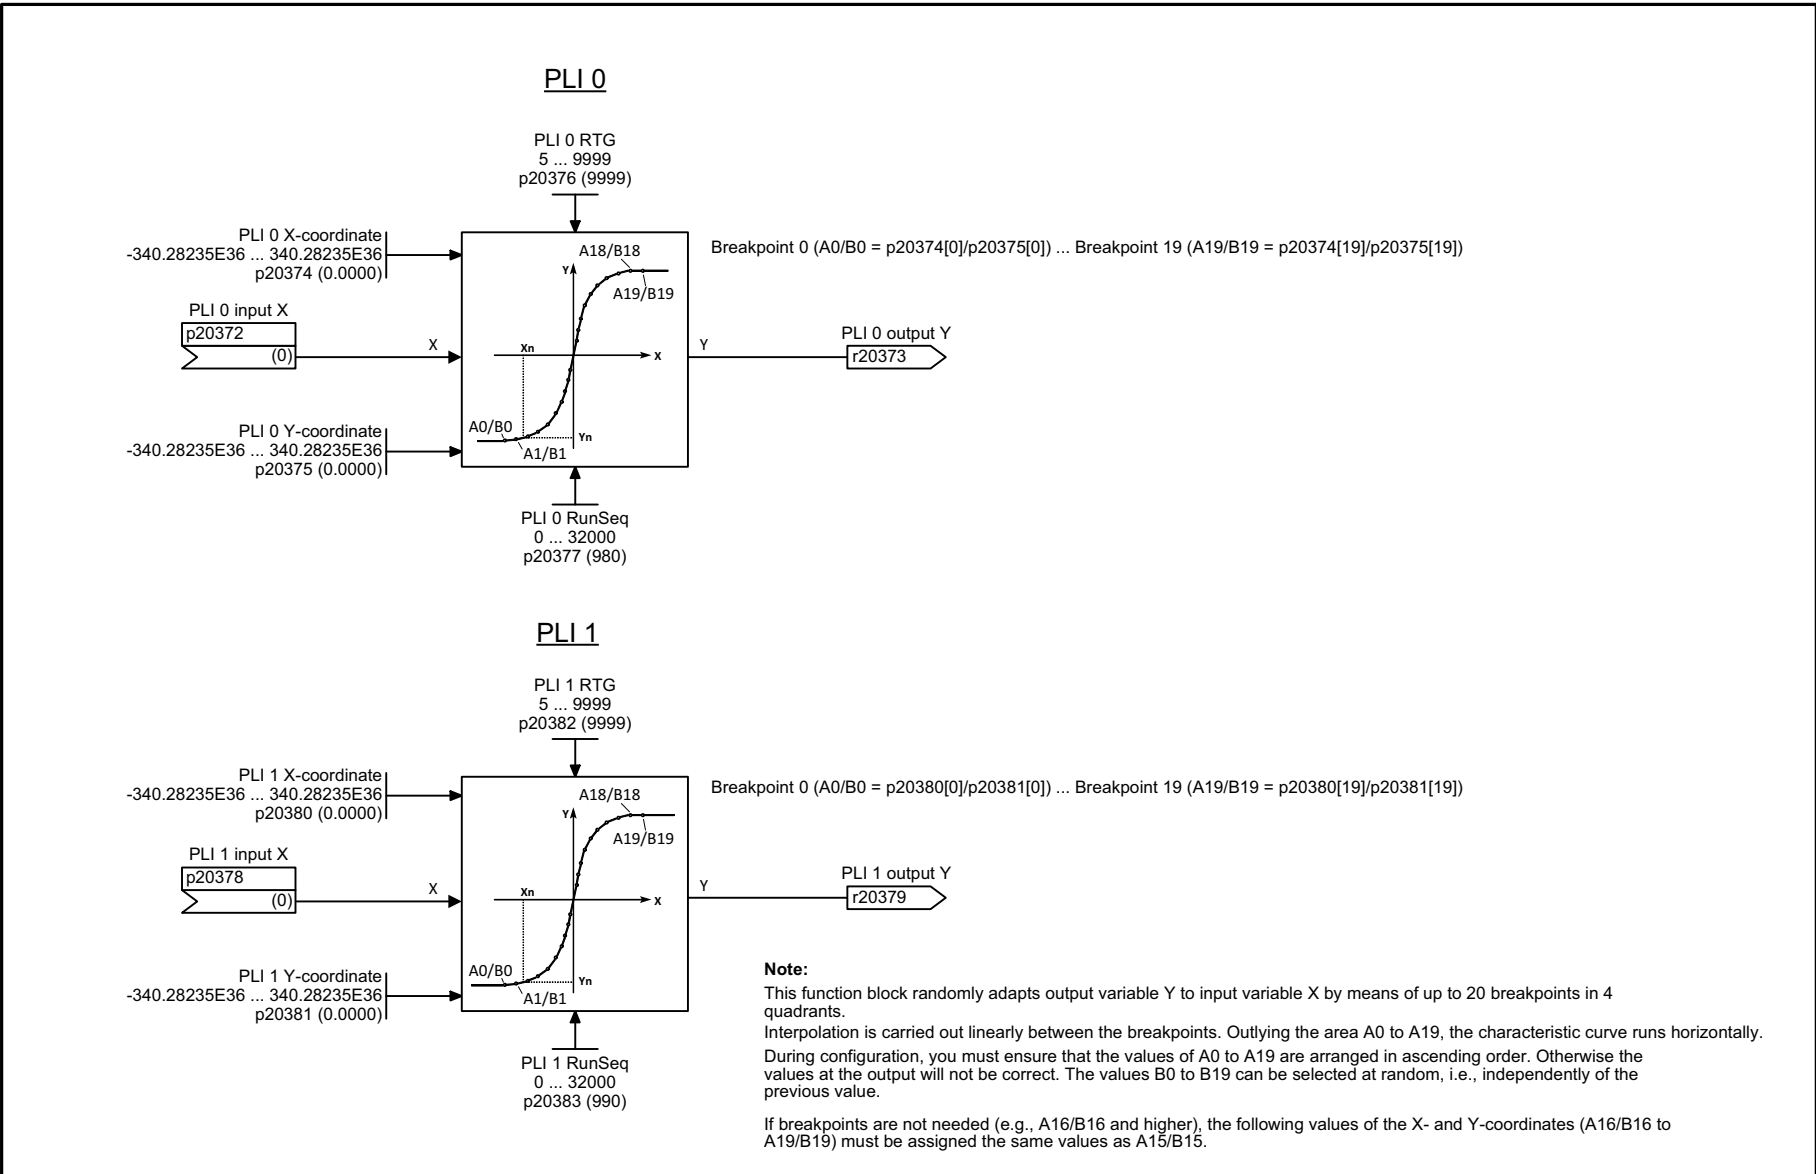 PLI 0
PLI 0 RTG
5 ... 9999
p20376 (9999)
PLI 0 X-coordinate
-340.28235E36 ... 340.28235E36
p20374 (0.0000)
PLI 0 input X
p20372
(0)
X
PLI 0 Y-coordinate
-340.28235E36 ... 340.28235E36
p20375 (0.0000)
A18/B18
Y
A19/B19
Xn
X
A0/B0
Yn
A1/B1
Breakpoint 0 (A0/B0 = p20374[0]/p20375[0]) ... Breakpoint 19 (A19/B19 = p20374[19]/p20375[19])
Y
PLI 0 output Y
r20373
PLI 0 RunSeq
0 ... 32000
p20377 (980)
PLI 1
PLI 1 RTG
5 ... 9999
p20382 (9999)
PLI 1 X-coordinate
-340.28235E36 ... 340.28235E36
p20380 (0.0000)
PLI 1 input X
p20378
(0)
X
PLI 1 Y-coordinate
-340.28235E36 ... 340.28235E36
p20381 (0.0000)
A18/B18
Y
A19/B19
Xn
X
A0/B0
Yn
A1/B1
Breakpoint 0 (A0/B0 = p20380[0]/p20381[0]) ... Breakpoint 19 (A19/B19 = p20380[19]/p20381[19])
Y
PLI 1 output Y
r20379
PLI 1 RunSeq
0 ... 32000
p20383 (990)
Note:
This function block randomly adapts output variable Y to input variable X by means of up to 20 breakpoints in 4
quadrants.
Interpolation is carried out linearly between the breakpoints. Outlying the area A0 to A19, the characteristic curve runs horizontally.
During configuration, you must ensure that the values of A0 to A19 are arranged in ascending order. Otherwise the
values at the output will not be correct. The values B0 to B19 can be selected at random, i.e., independently of the
previous value.
If breakpoints are not needed (e.g., A16/B16 and higher), the following values of the X- and Y-coordinates (A16/B16 to
A19/B19) must be assigned the same values as A15/B15.